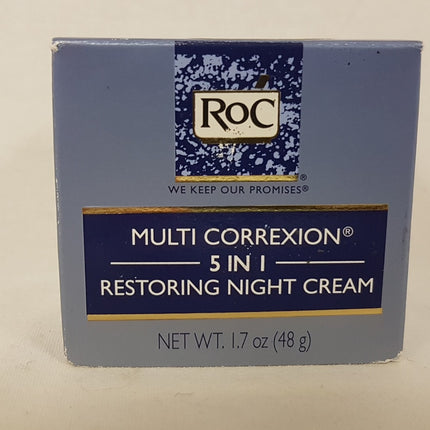 RoC
®
WE KEEP OUR PROMISES®
MULTI CORREXION®
5 IN 1
RESTORING NIGHT CREAM
NET WT. 1.7 oz (48 g)